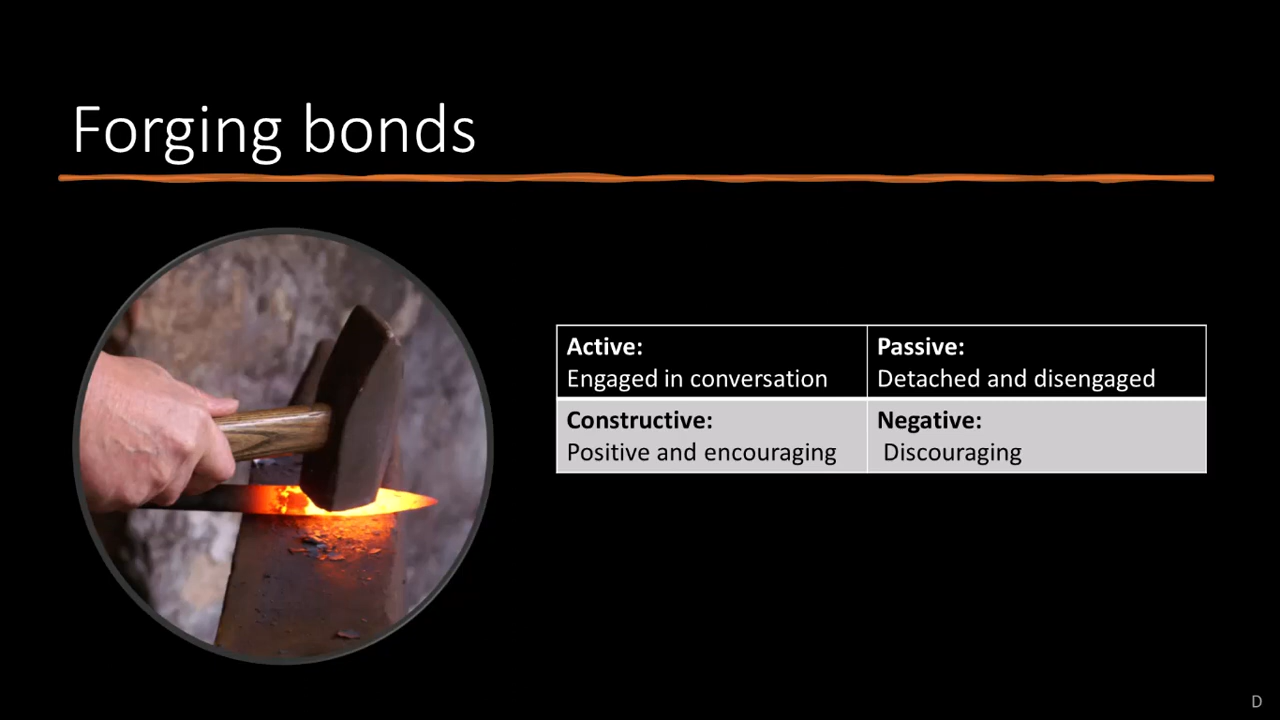 Forging bonds
Active:
Engaged in conversation
Passive:
Detached and disengaged
Constructive:
Positive and encouraging
Negative:
Discouraging
D